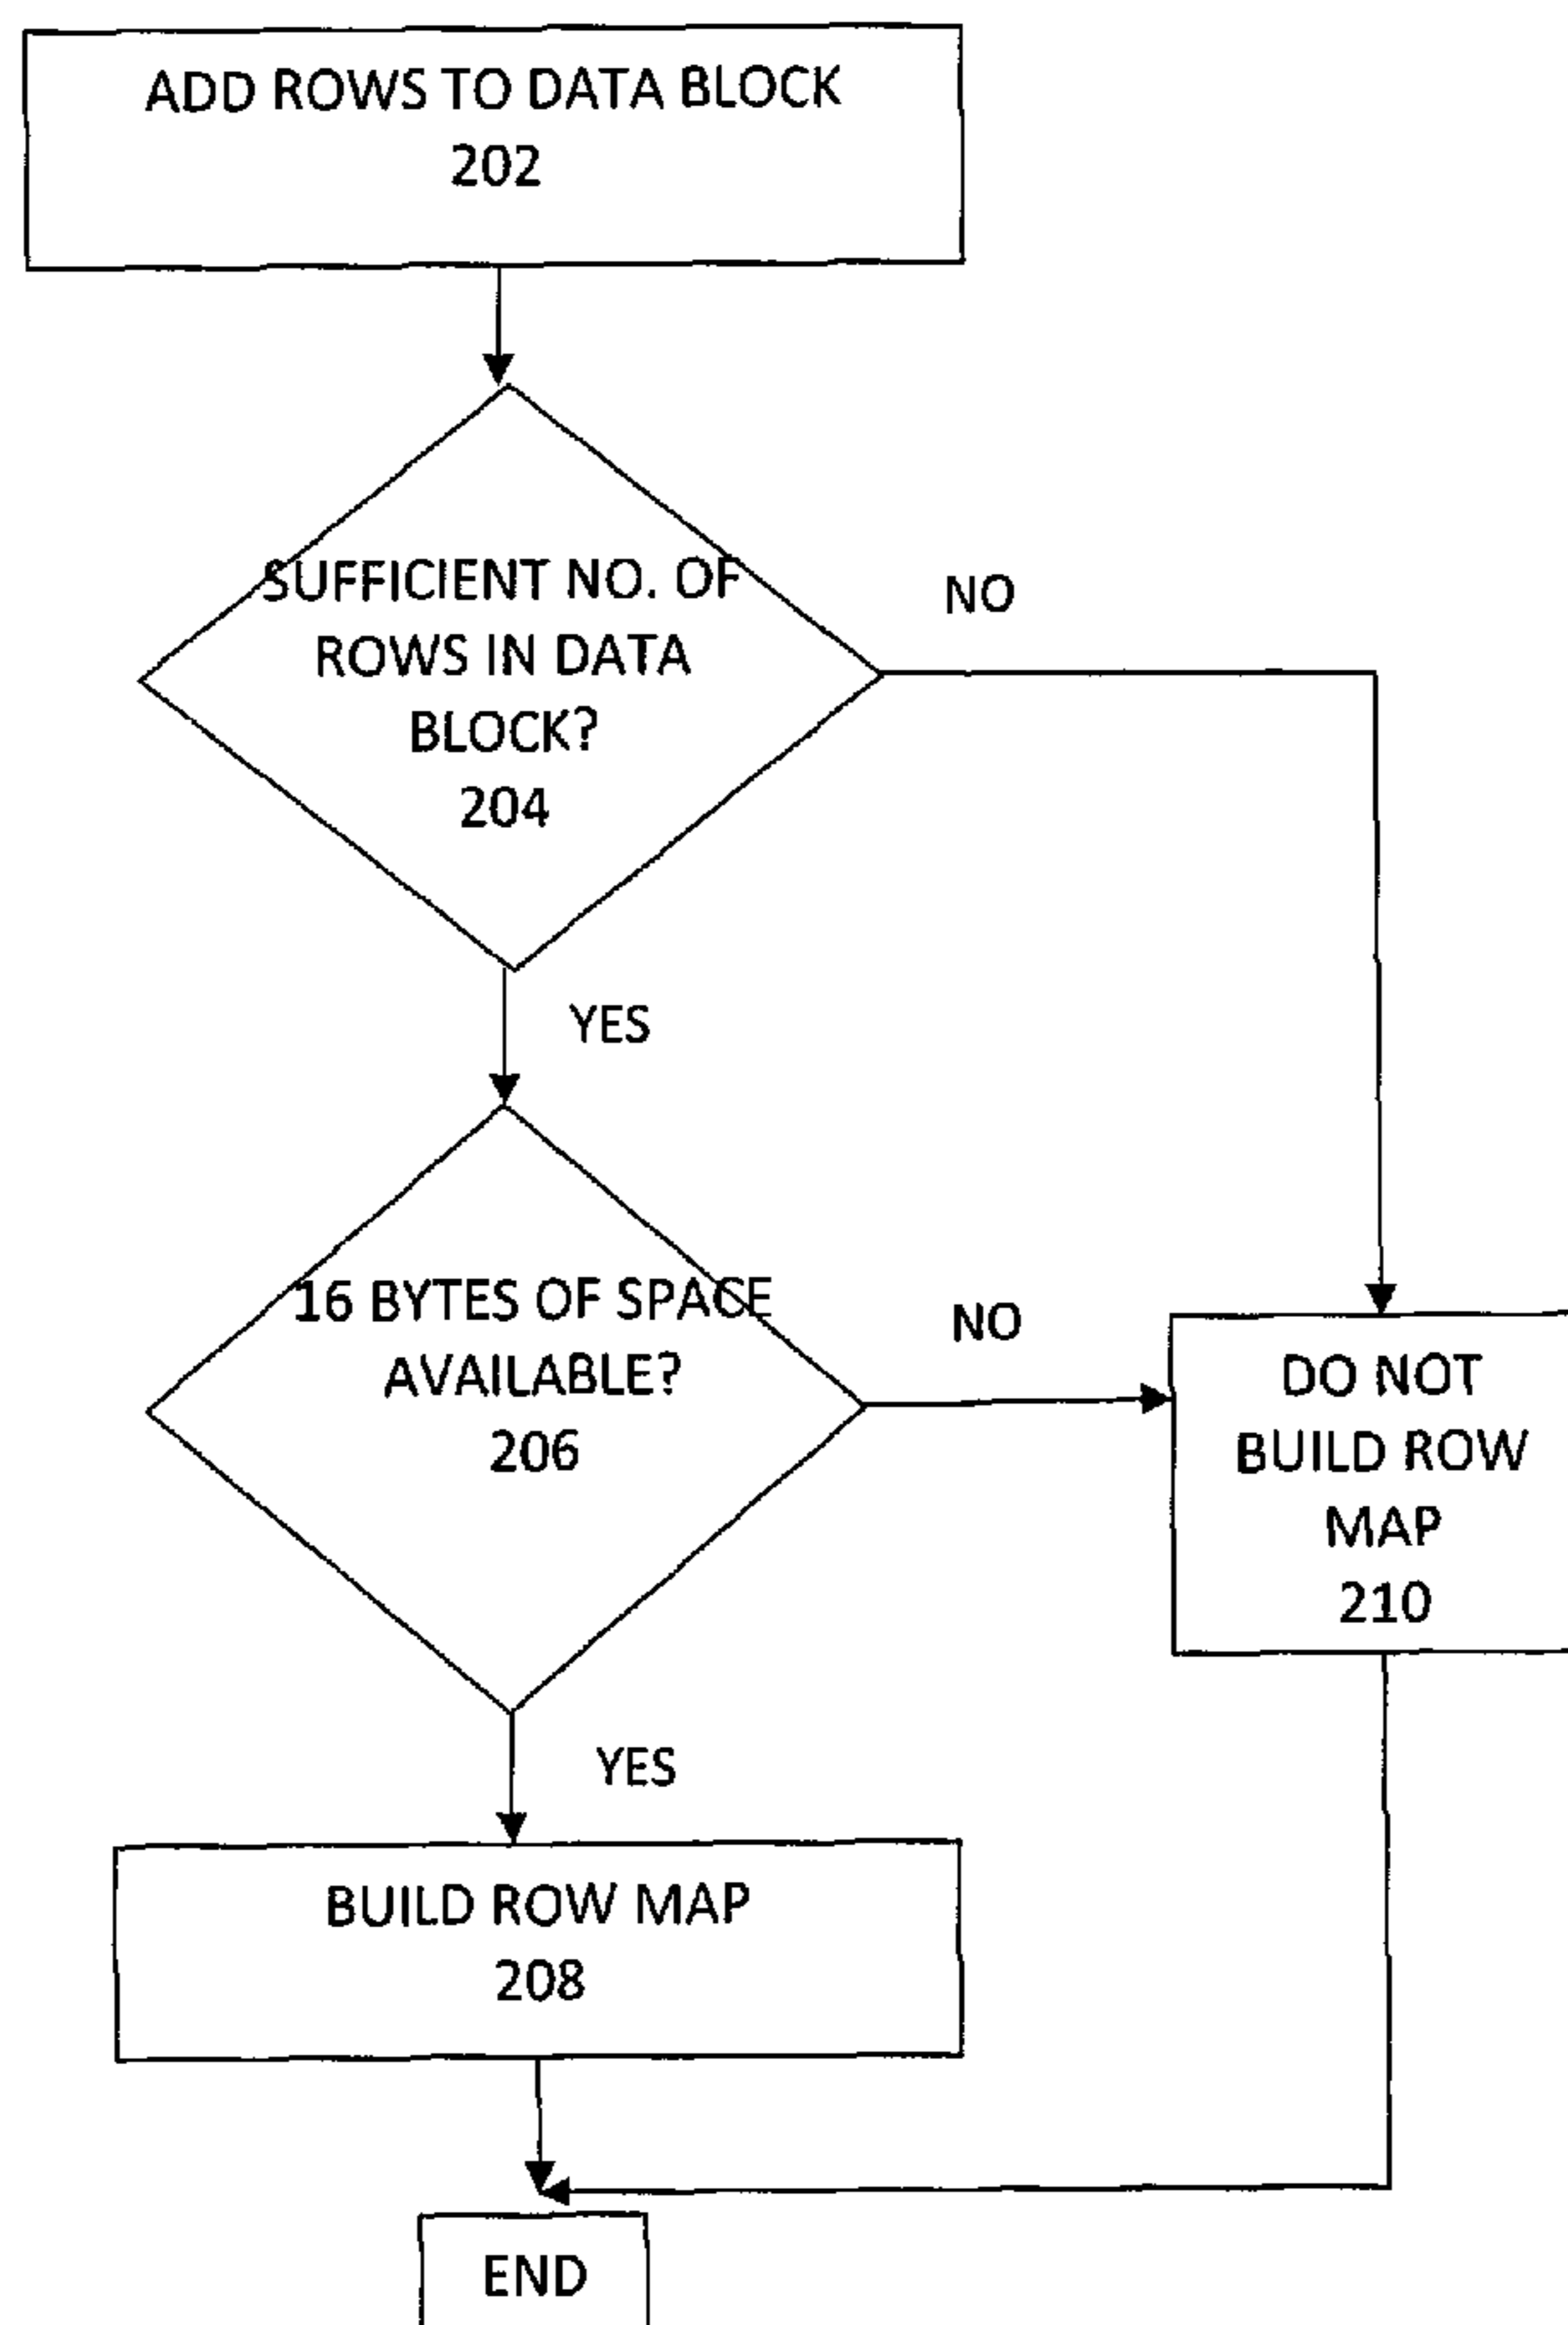 ADD ROWS TO DATA BLOCK
202
SUFFICIENT NO. OF
ROWS IN DATA
BLOCK?
204
NO
YES
16 BYTES OF SPACE
AVAILABLE?
206
NO
DO NOT
BUILD ROW
MAP
210
YES
BUILD ROW MAP
208
END